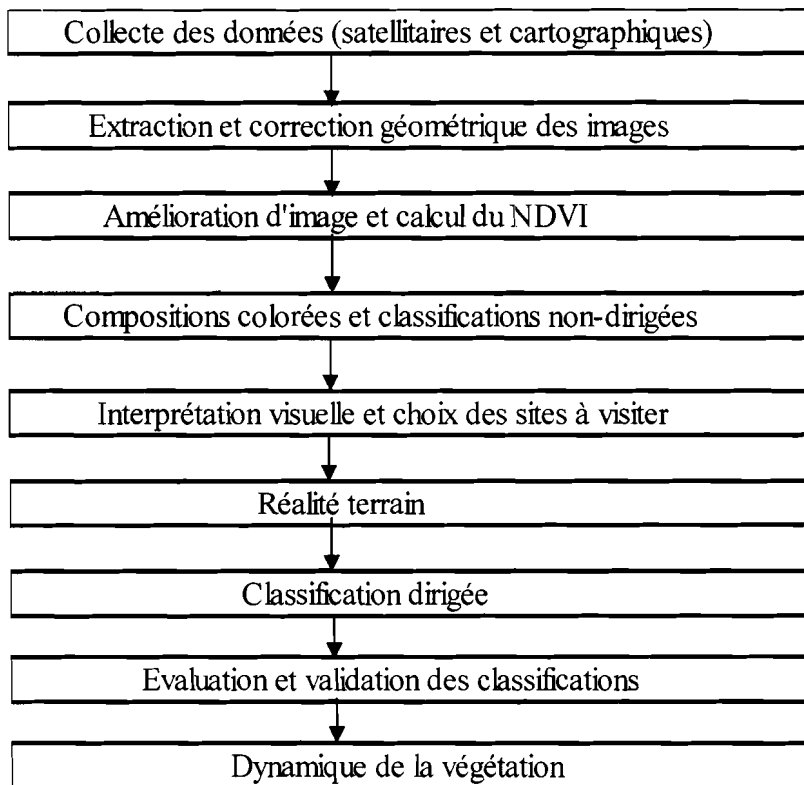 Collecte des données (satellitaires et cartographiques)
Extraction et correction géométrique des images
Amélioration d'image et calcul du NDVI
Compositions colorées et classifications non-dirigées
Interprétation visuelle et choix des sites à visiter
Réalité terrain
Classification dirigée
Evaluation et validation des classifications
Dynamique de la végétation